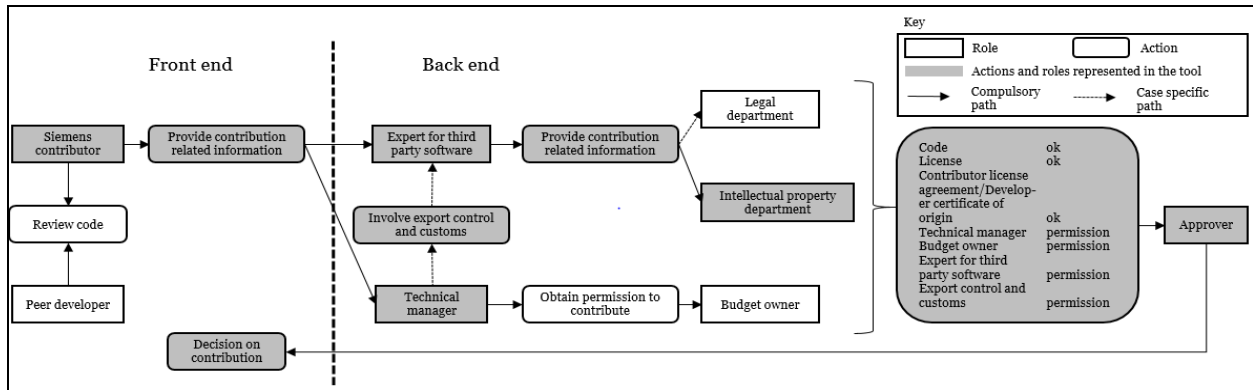 Key
Role
Action
Actions and roles represented in the tool
Compulsory
path
Case specific
path
Front end
Back end
Siemens
contributor
Provide contribution
related information
Expert for third
party software
Provide contribution
related information
Legal
department
Intellectual property
department
Review code
Involve export control
and customs
Peer developer
Technical
manager
Obtain permission to
contribute
Budget owner
Decision on
contribution
Code ok
License ok
Contributor license
agreement/Develop-
er certificate of
origin ok
Technical manager permission
Budget owner permission
Expert for third
party software permission
Export control and
customs permission
Approver